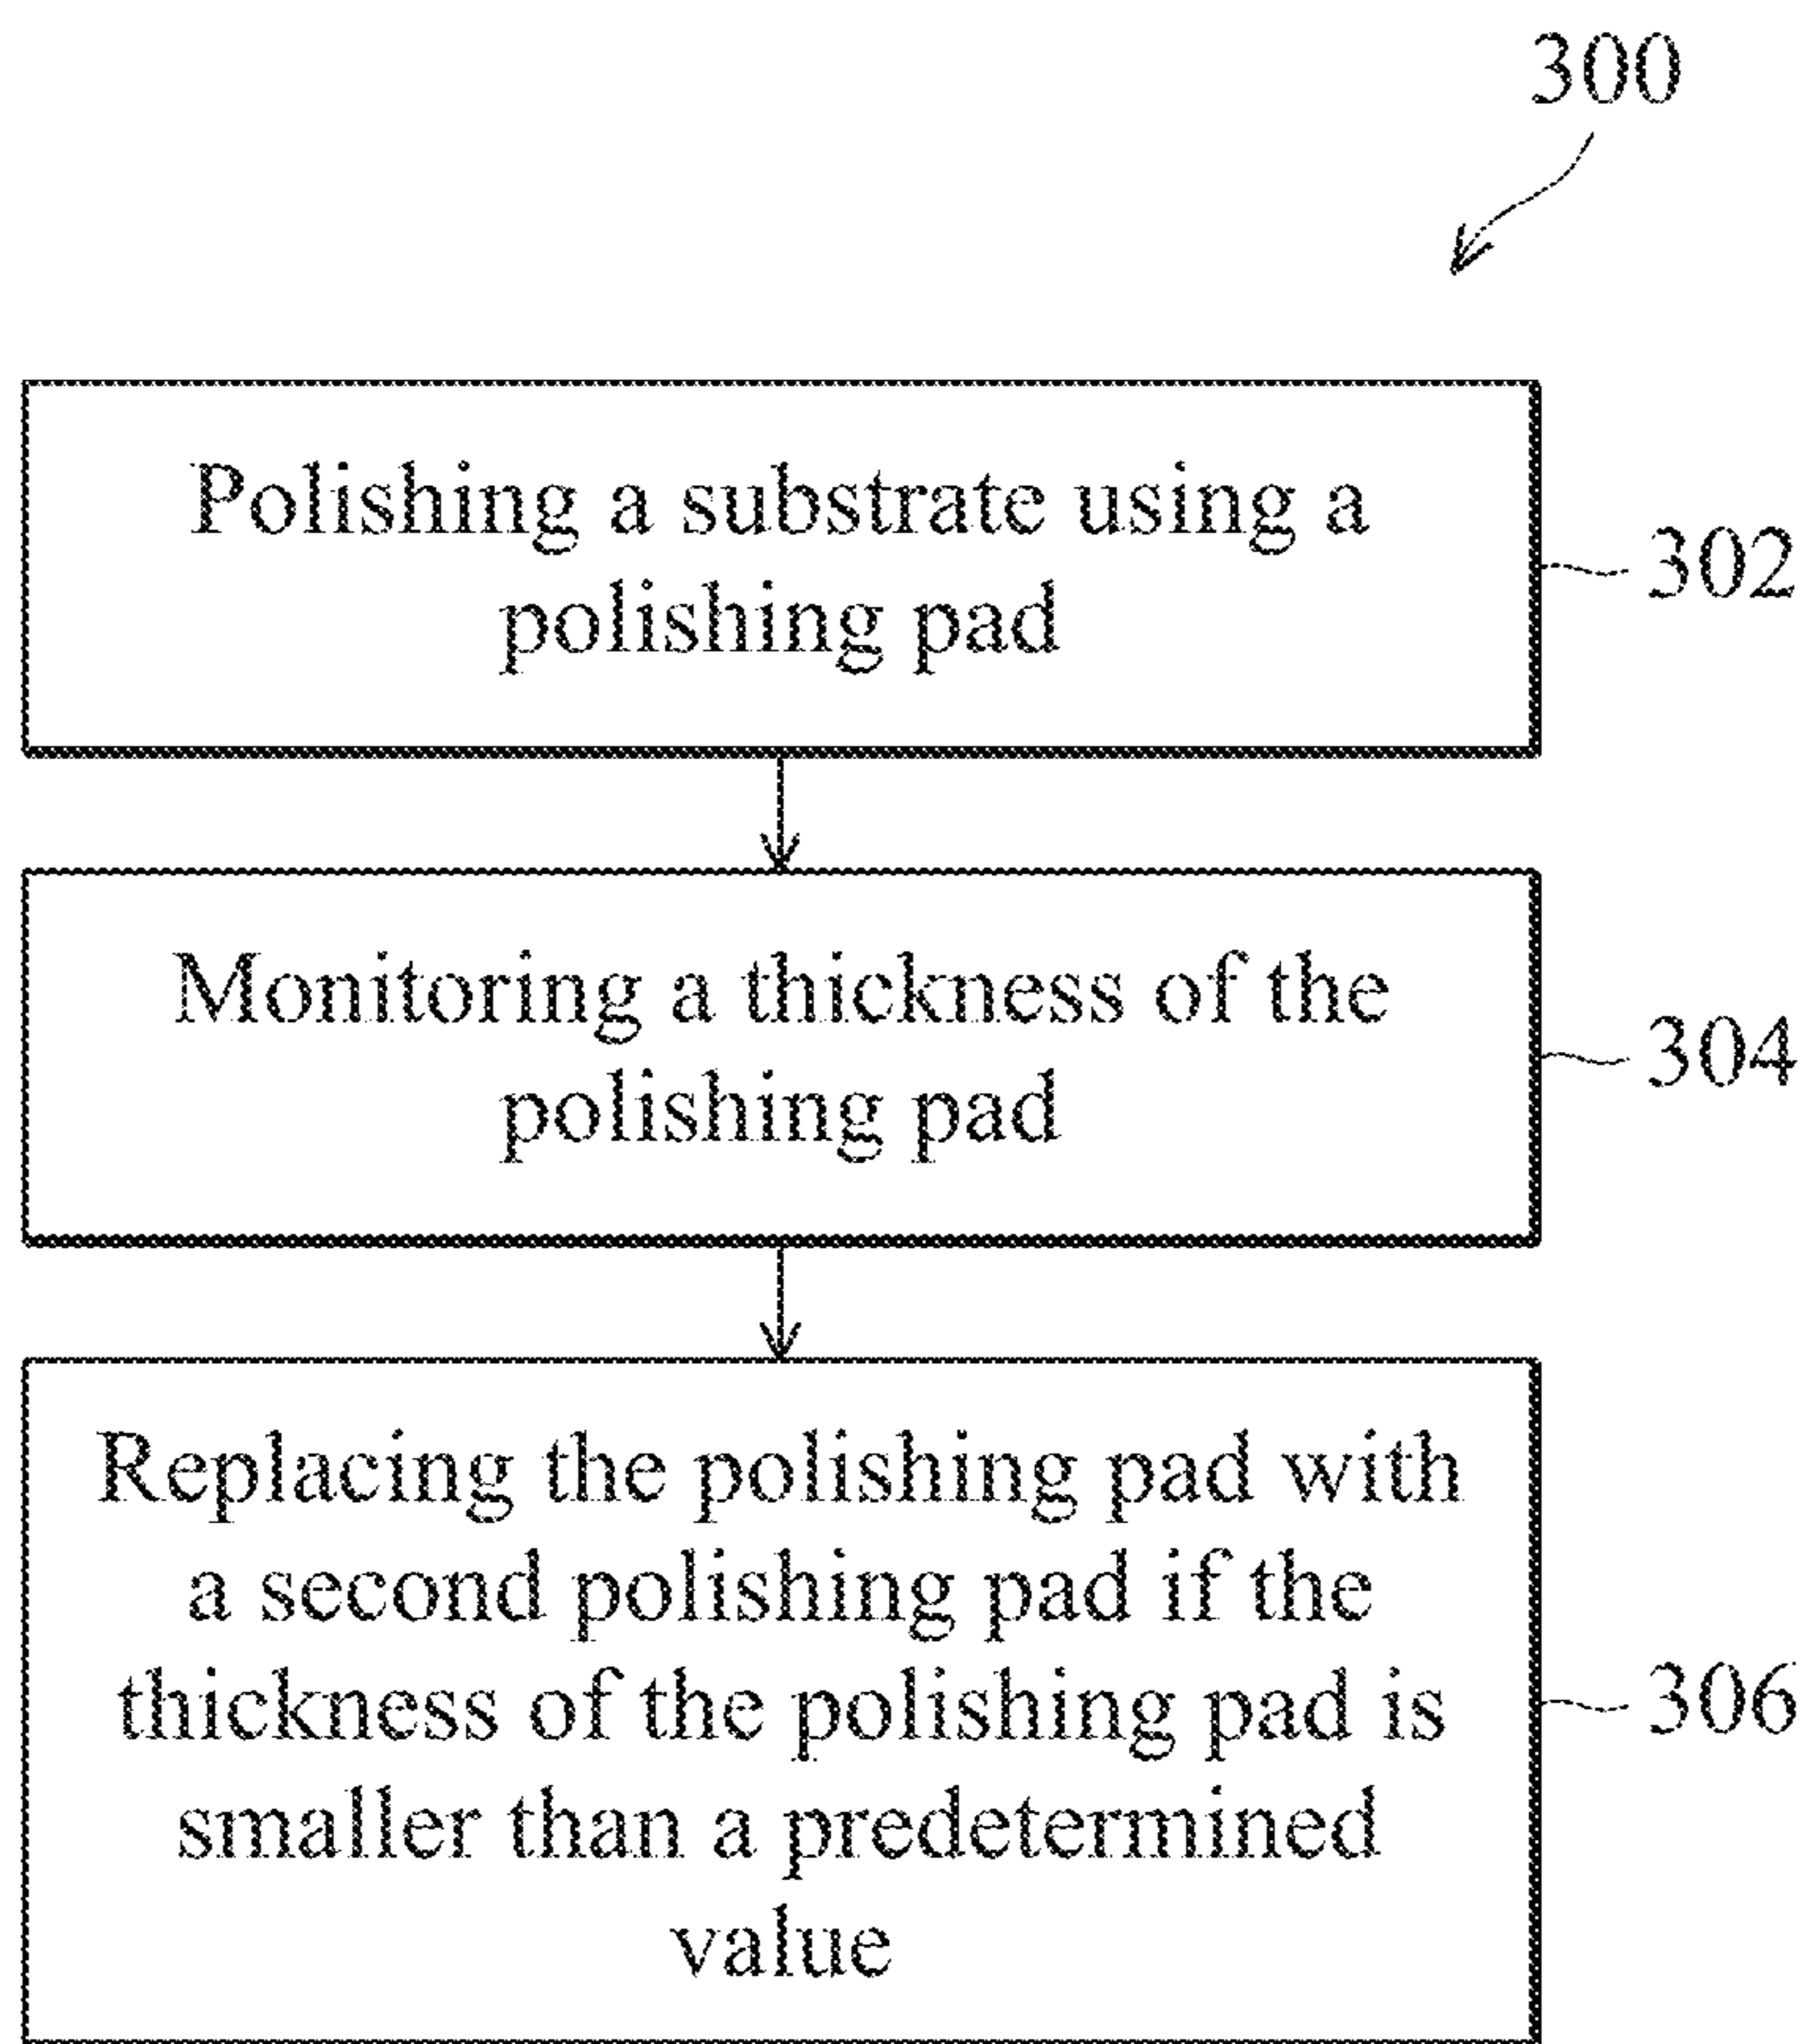 300
Polishing a substrate using a
polishing pad
302
Monitoring a thickness of the
polishing pad
304
Replacing the polishing pad with
a second polishing pad if the
thickness of the polishing pad is
smaller than a predetermined
value
306